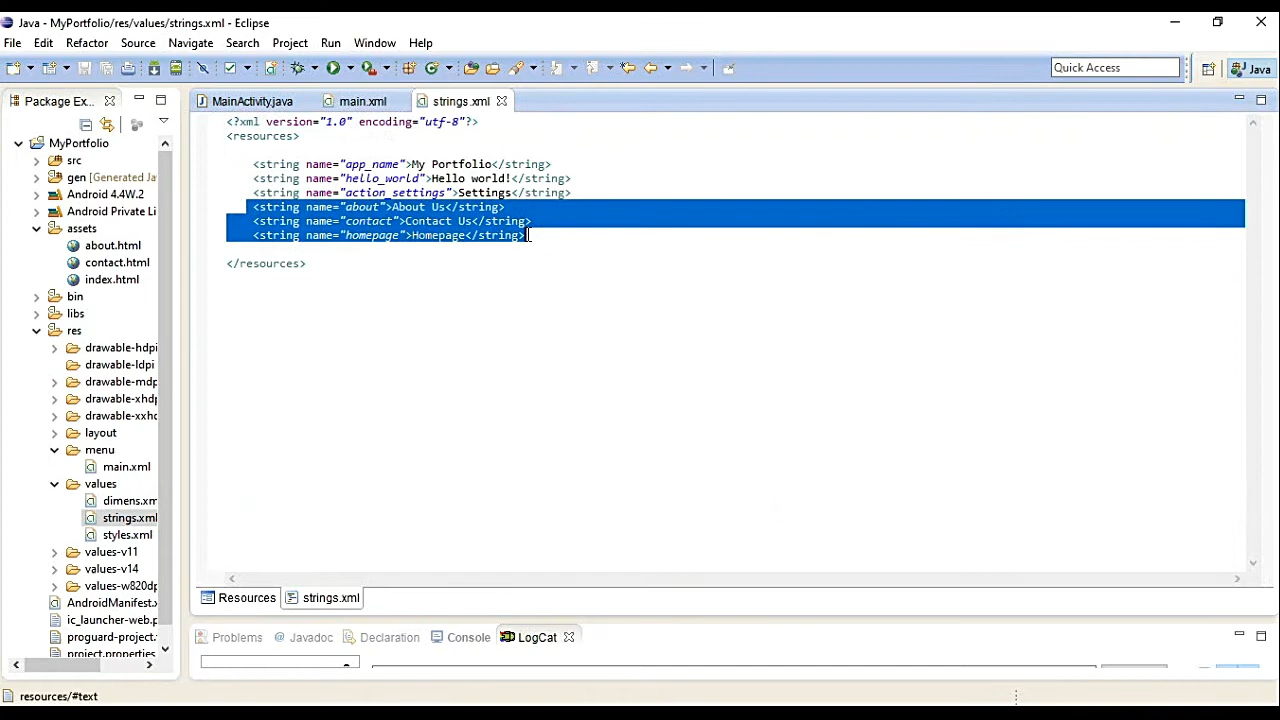 Java - MyPortfolio/res/values/strings.xml - Eclipse
File Edit Refactor Source Navigate Search Project Run Window Help
Quick Access
Java
Package Ex...
MyPortfolio
src
gen [Generated Ja
Android 4.4W.2
Android Private Li
assets
about.html
contact.html
index.html
bin
libs
res
drawable-hdpi
drawable-ldpi
drawable-mdp
drawable-xhdp
drawable-xxhd
layout
menu
main.xml
values
dimens.xm
strings.xml
styles.xml
values-v11
values-v14
values-w820dp
AndroidManifest.x
ic_launcher-web.p
proguard-project.t
project.properties
MainActivity.java main.xml strings.xml
<?xml version="1.0" encoding="utf-8"?>
<resources>
<string name="app_name">My Portfolio</string>
<string name="hello_world">Hello world!</string>
<string name="action_settings">Settings</string>
<string name="about">About Us</string>
<string name="contact">Contact Us</string>
<string name="homepage">Homepage</string>
</resources>
Resources strings.xml
Problems Javadoc Declaration Console LogCat
resources/#text